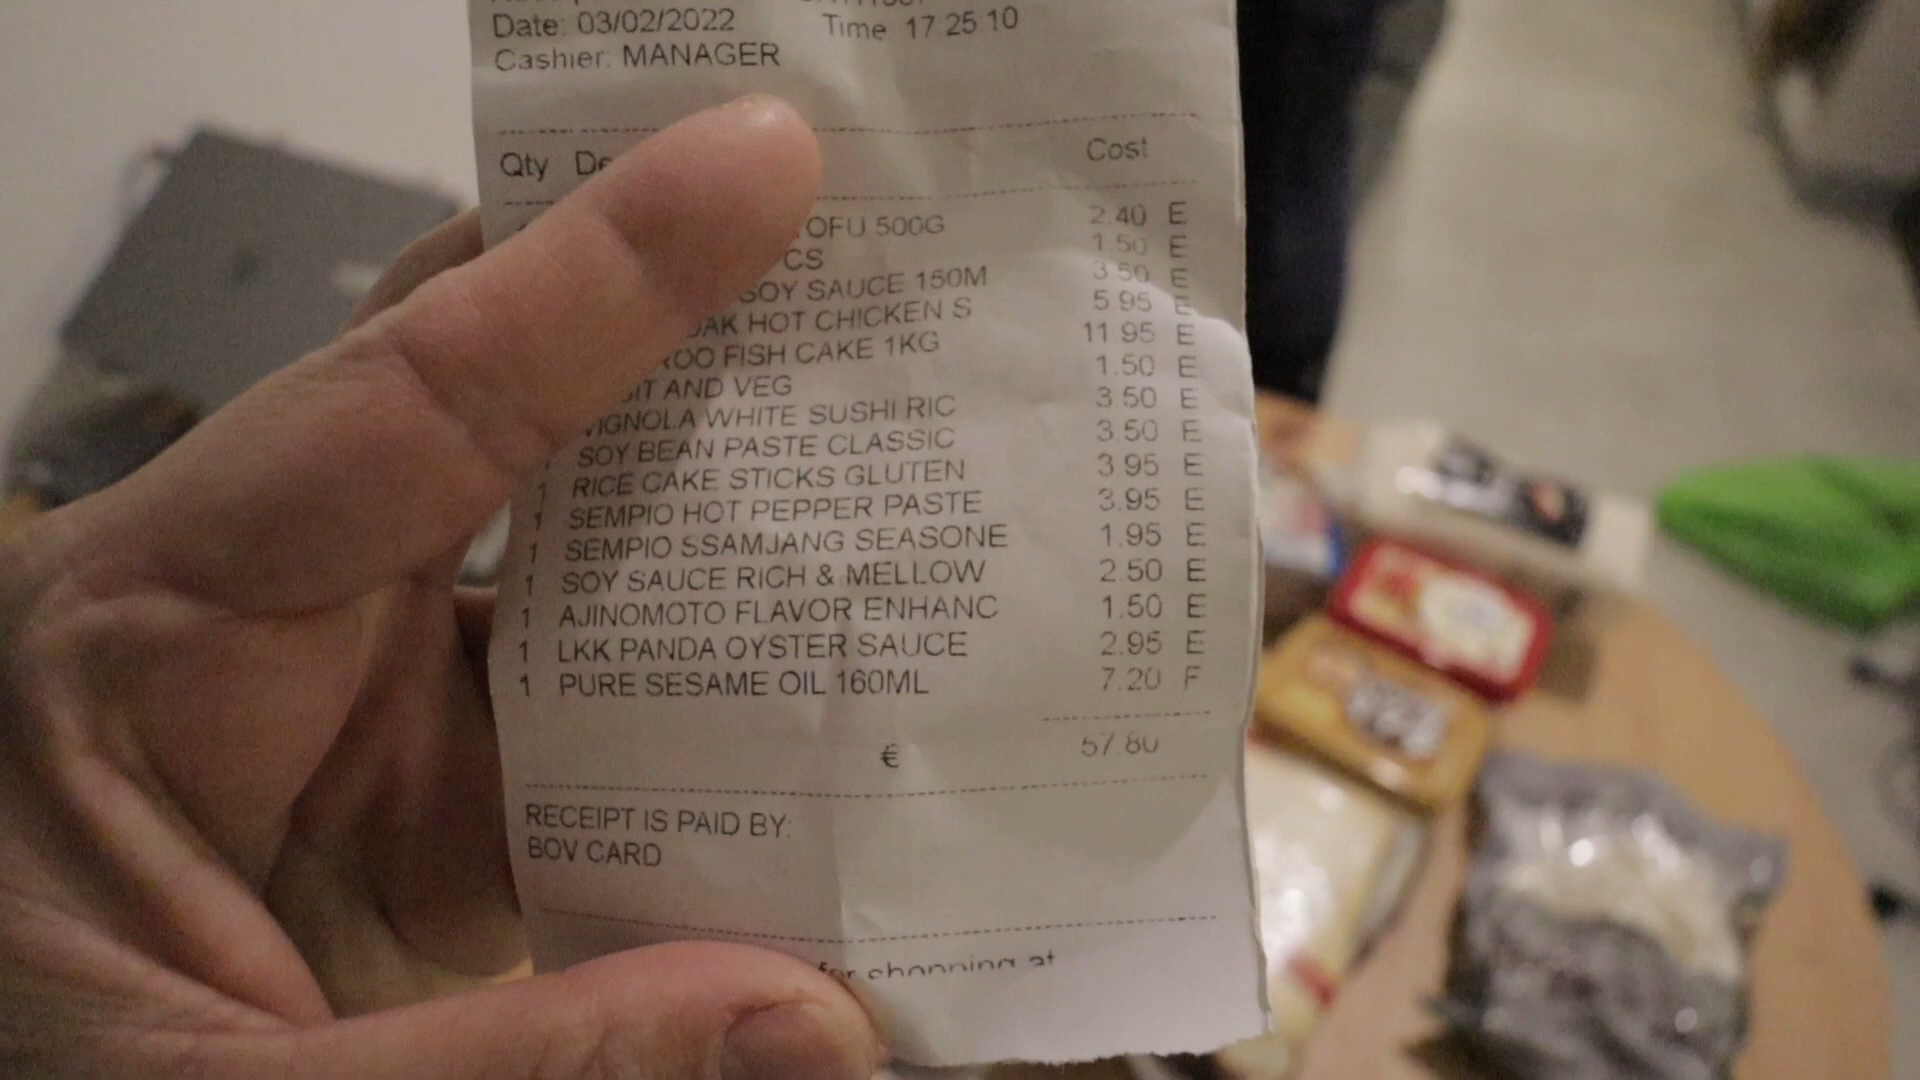 Date: 03/02/2022 Time 17 25 10
Cashier: MANAGER
Qty De Cost
OFU 500G 2.40 E
CS 1.50 E
SOY SAUCE 150M 3.50 E
OAK HOT CHICKEN S 5.95 E
ROO FISH CAKE 1KG 11.95 E
IT AND VEG 1.50 E
VIGNOLA WHITE SUSHI RIC 3.50 E
SOY BEAN PASTE CLASSIC 3.50 E
1 RICE CAKE STICKS GLUTEN 3.95 E
1 SEMPIO HOT PEPPER PASTE 3.95 E
1 SEMPIO SSAMJANG SEASONE 1.95 E
1 SOY SAUCE RICH & MELLOW 2.50 E
1 AJINOMOTO FLAVOR ENHANC 1.50 E
1 LKK PANDA OYSTER SAUCE 2.95 E
1 PURE SESAME OIL 160ML 7.20 F
€ 57.80
RECEIPT IS PAID BY:
BOV CARD
for shopping at